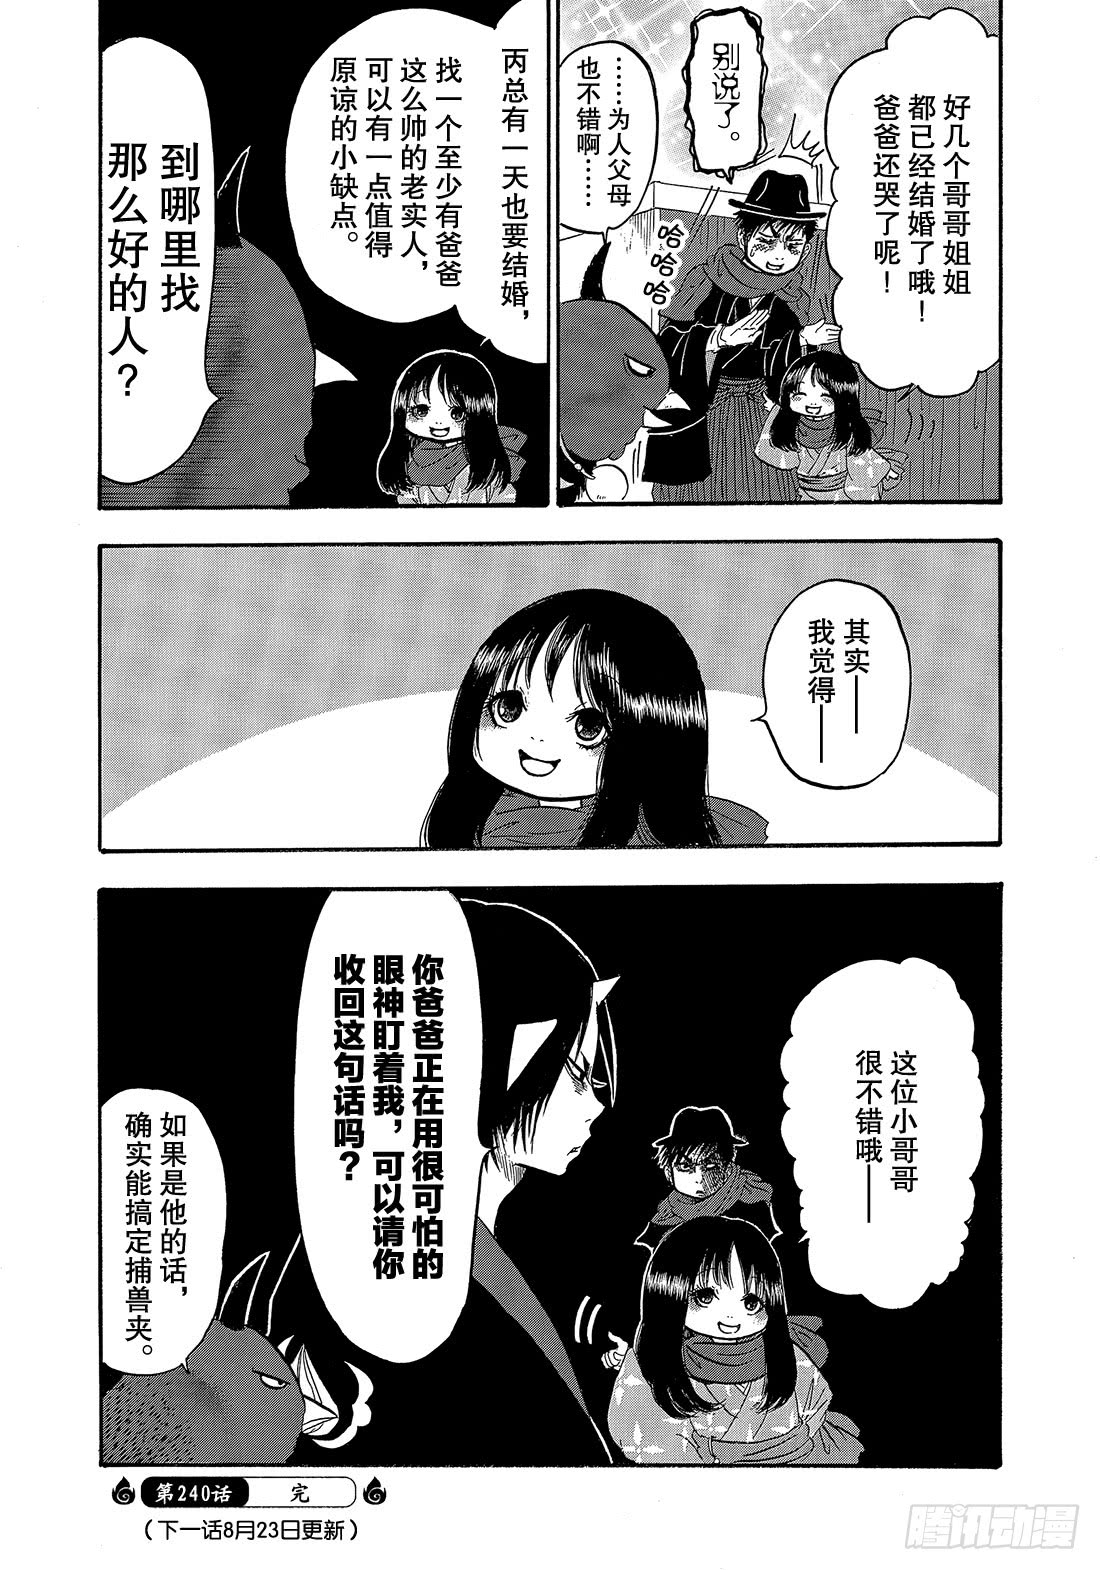 好几个哥哥姐姐
都已经结婚了哦！
爸爸还哭了呢！
别说了。
……为人父母
也不错啊……
哈哈哈
丙总有一天也要结婚，
找一个至少有爸爸
这么帅的老实人，
可以有一点值得
原谅的小缺点。
到哪里找
那么好的人？
其实——
我觉得——
这位小哥哥
很不错哦——
你爸爸正在用很可怕的
眼神盯着我，可以请你
收回这句话吗？
如果是他的话，
确实能搞定捕兽夹。
第240话 完
（下一话8月23日更新）
腾讯动漫